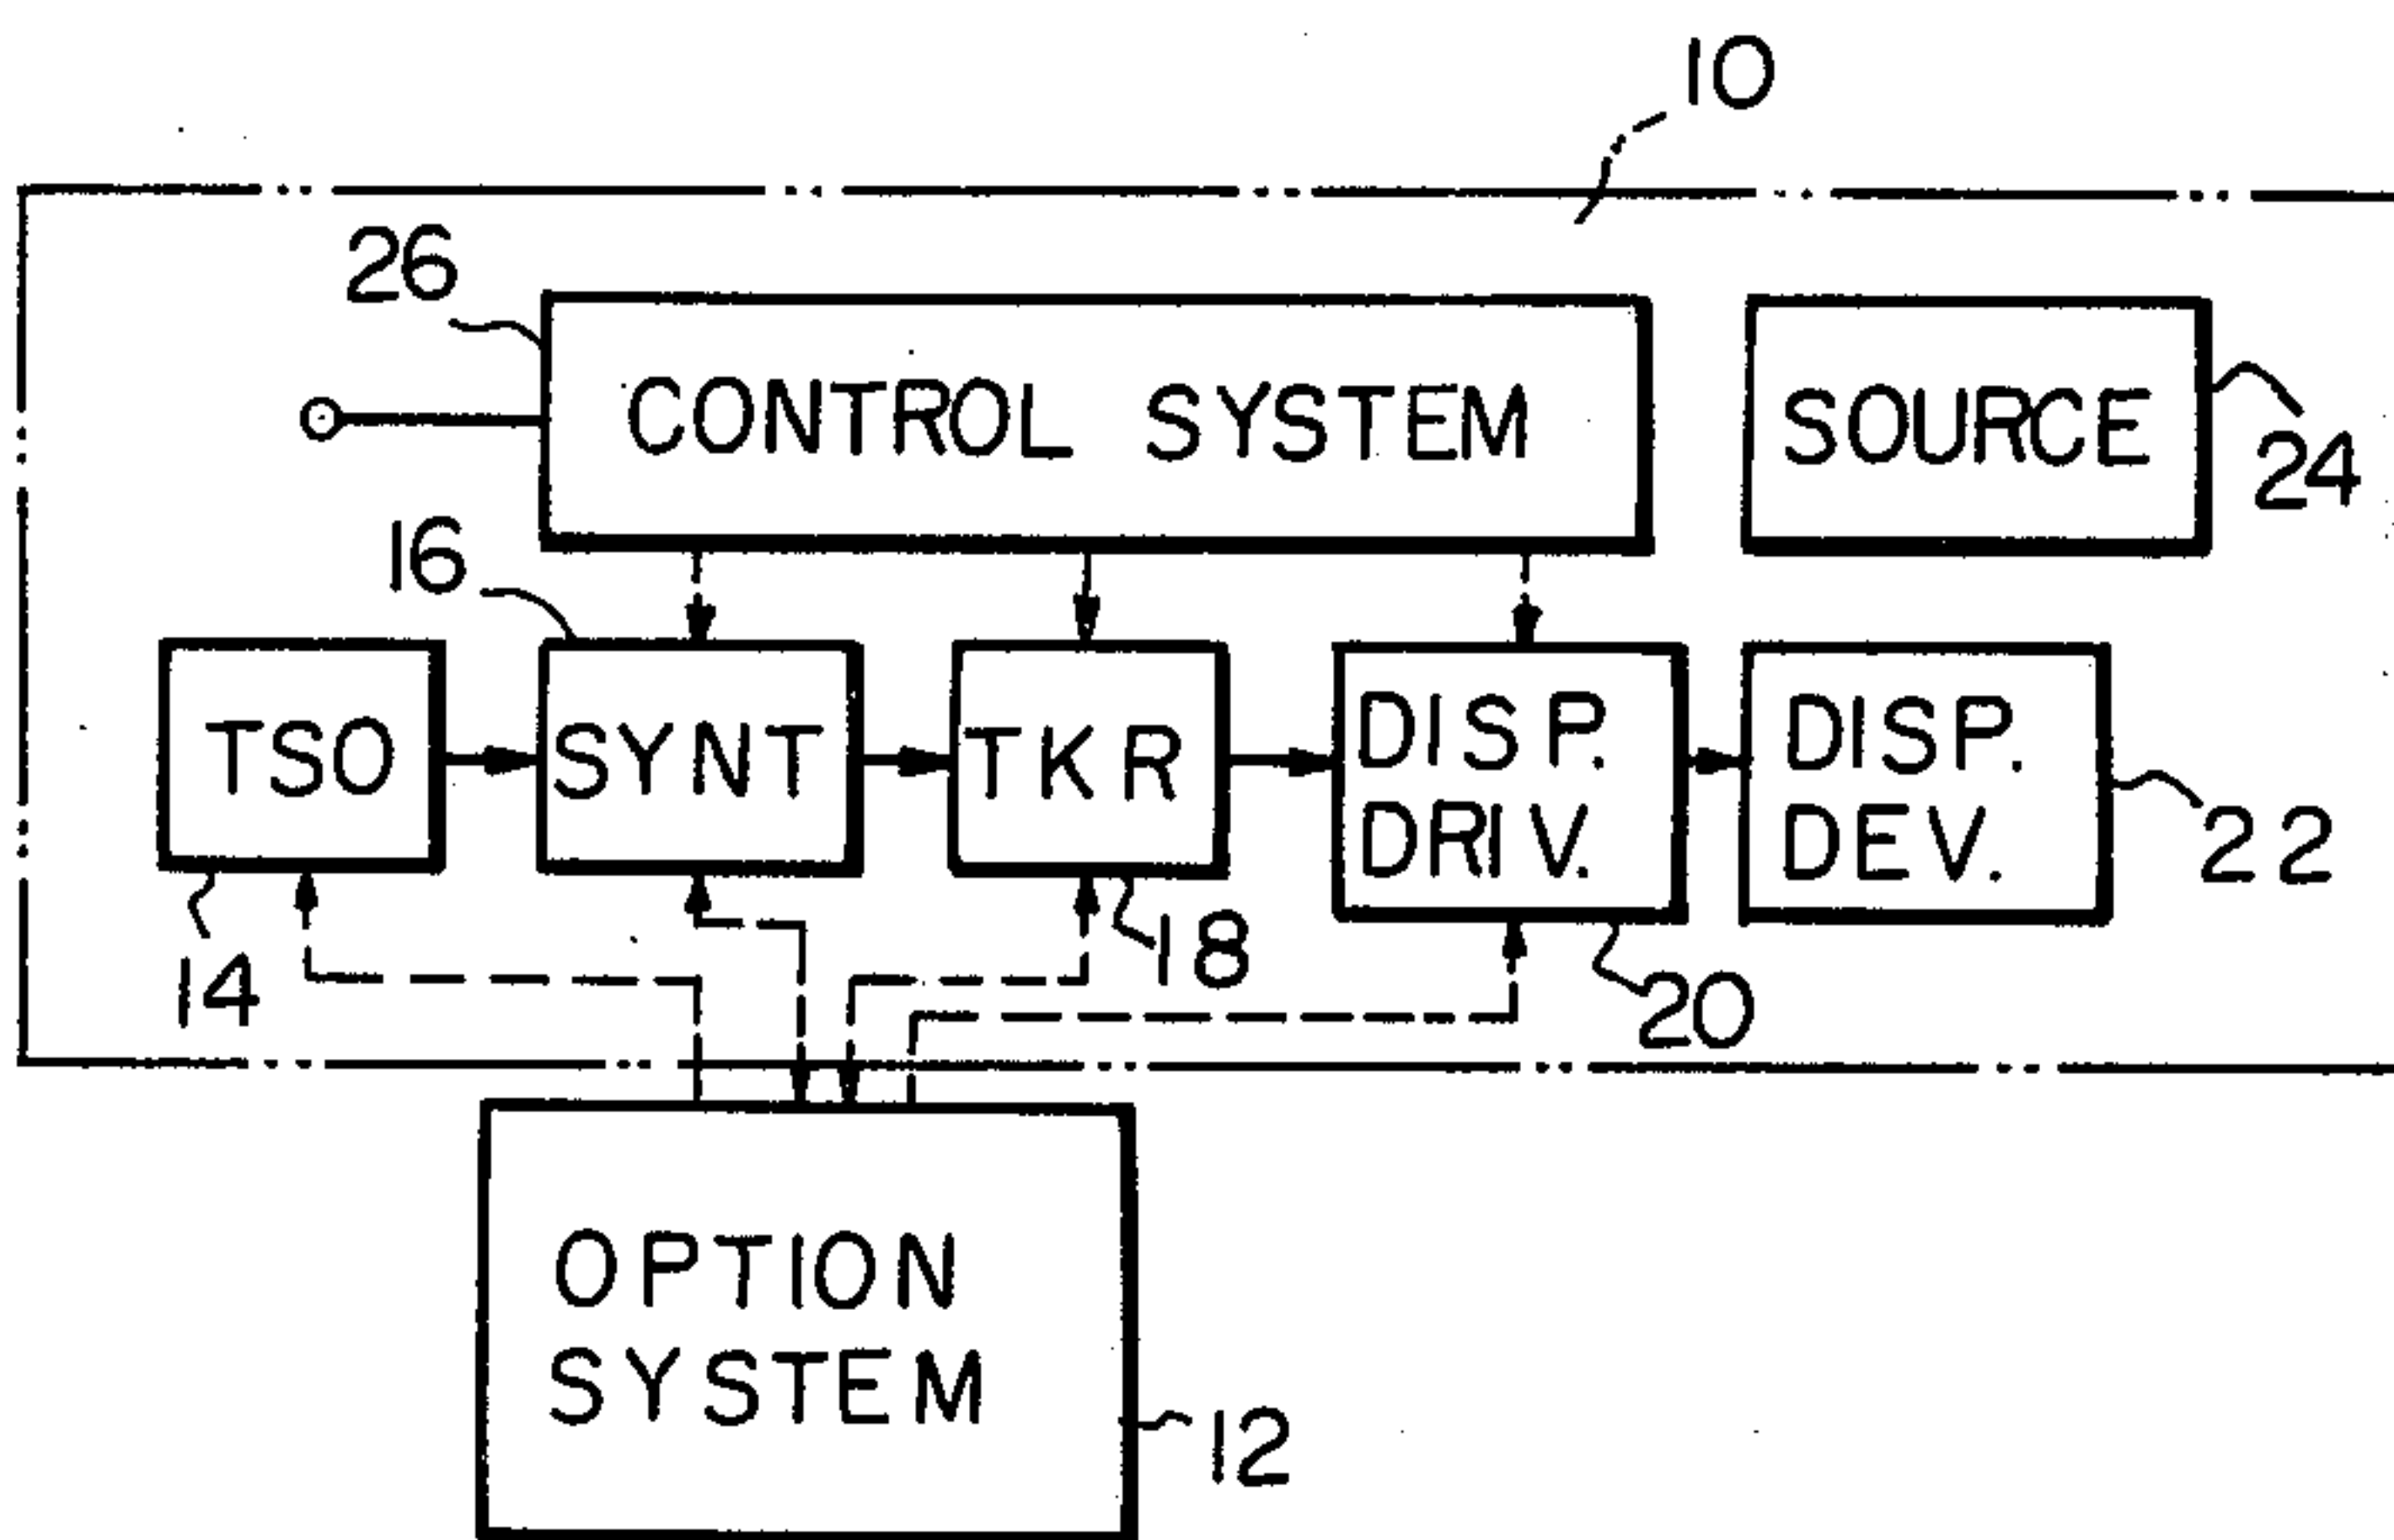 10
26
CONTROL SYSTEM
SOURCE
24
16
TSO
SYNT
TKR
DISP.
DRIV.
DISP.
DEV.
22
14
18
20
OPTION
SYSTEM
12